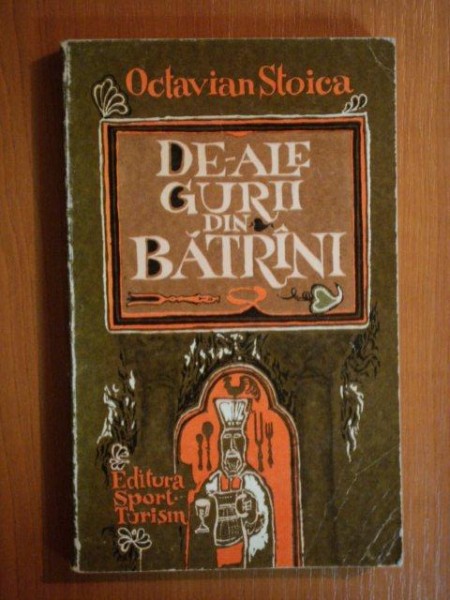 Octavian Stoica
DE-ALE
GURII
DIN
BĂTRÎNI
Editura
Sport-
Turism